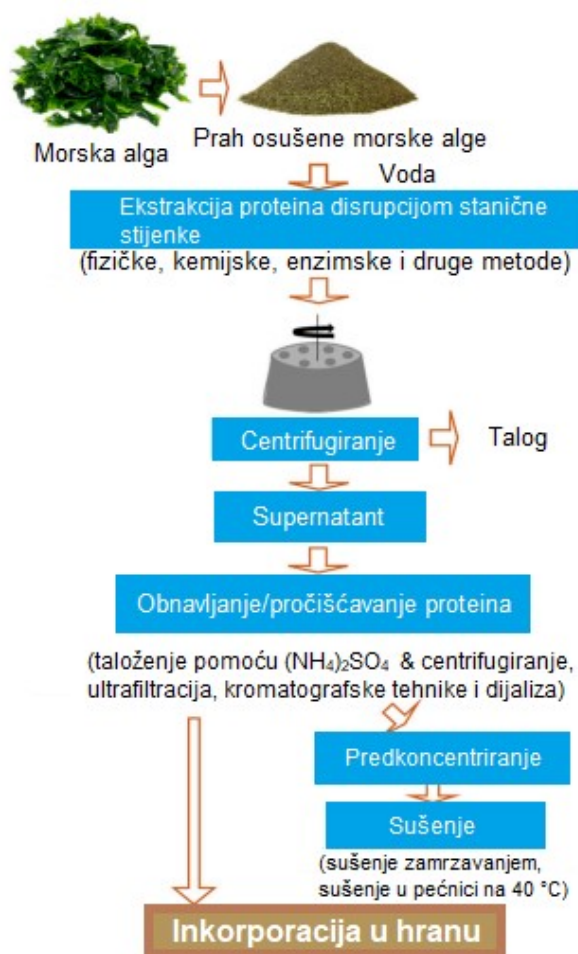 Morska alga
Prah osušene morske alge
Voda
Ekstrakcija proteina disrupcijom stanične
stijenke
(fizičke, kemijske, enzimske i druge metode)
Centrifugiranje
Talog
Supernatant
Obnavljanje/pročišćavanje proteina
(taloženje pomoću (NH₄)₂SO₄ & centrifugiranje,
ultrafiltracija, kromatografske tehnike i dijaliza)
Predkoncentriranje
Sušenje
(sušenje zamrzavanjem,
sušenje u pećnici na 40 °C)
Inkorporacija u hranu